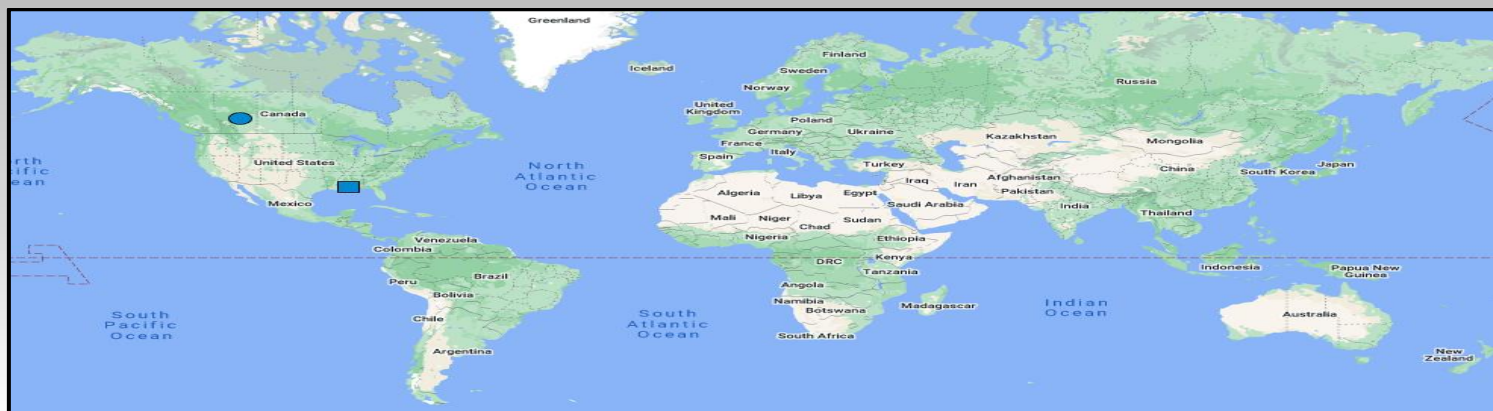 Greenland
Iceland
Finland
Sweden
Norway
Russia
United
Kingdom
Canada
Poland
Germany
Ukraine
France
Italy
Spain
Kazakhstan
Mongolia
United States
North
Atlantic
Ocean
Turkey
Japan
China
South Korea
Afghanistan
Iraq
Iran
Pakistan
Algeria
Libya
Egypt
Saudi Arabia
India
Mexico
Mali
Niger
Chad
Sudan
Thailand
Nigeria
Ethiopia
Venezuela
Colombia
DRC
Kenya
Tanzania
Indonesia
Papua New
Guinea
Peru
Brazil
Bolivia
Angola
Namibia
Botswana
Madagascar
South
Pacific
Ocean
Chile
South
Atlantic
Ocean
Indian
Ocean
Australia
South Africa
Argentina
New
Zealand